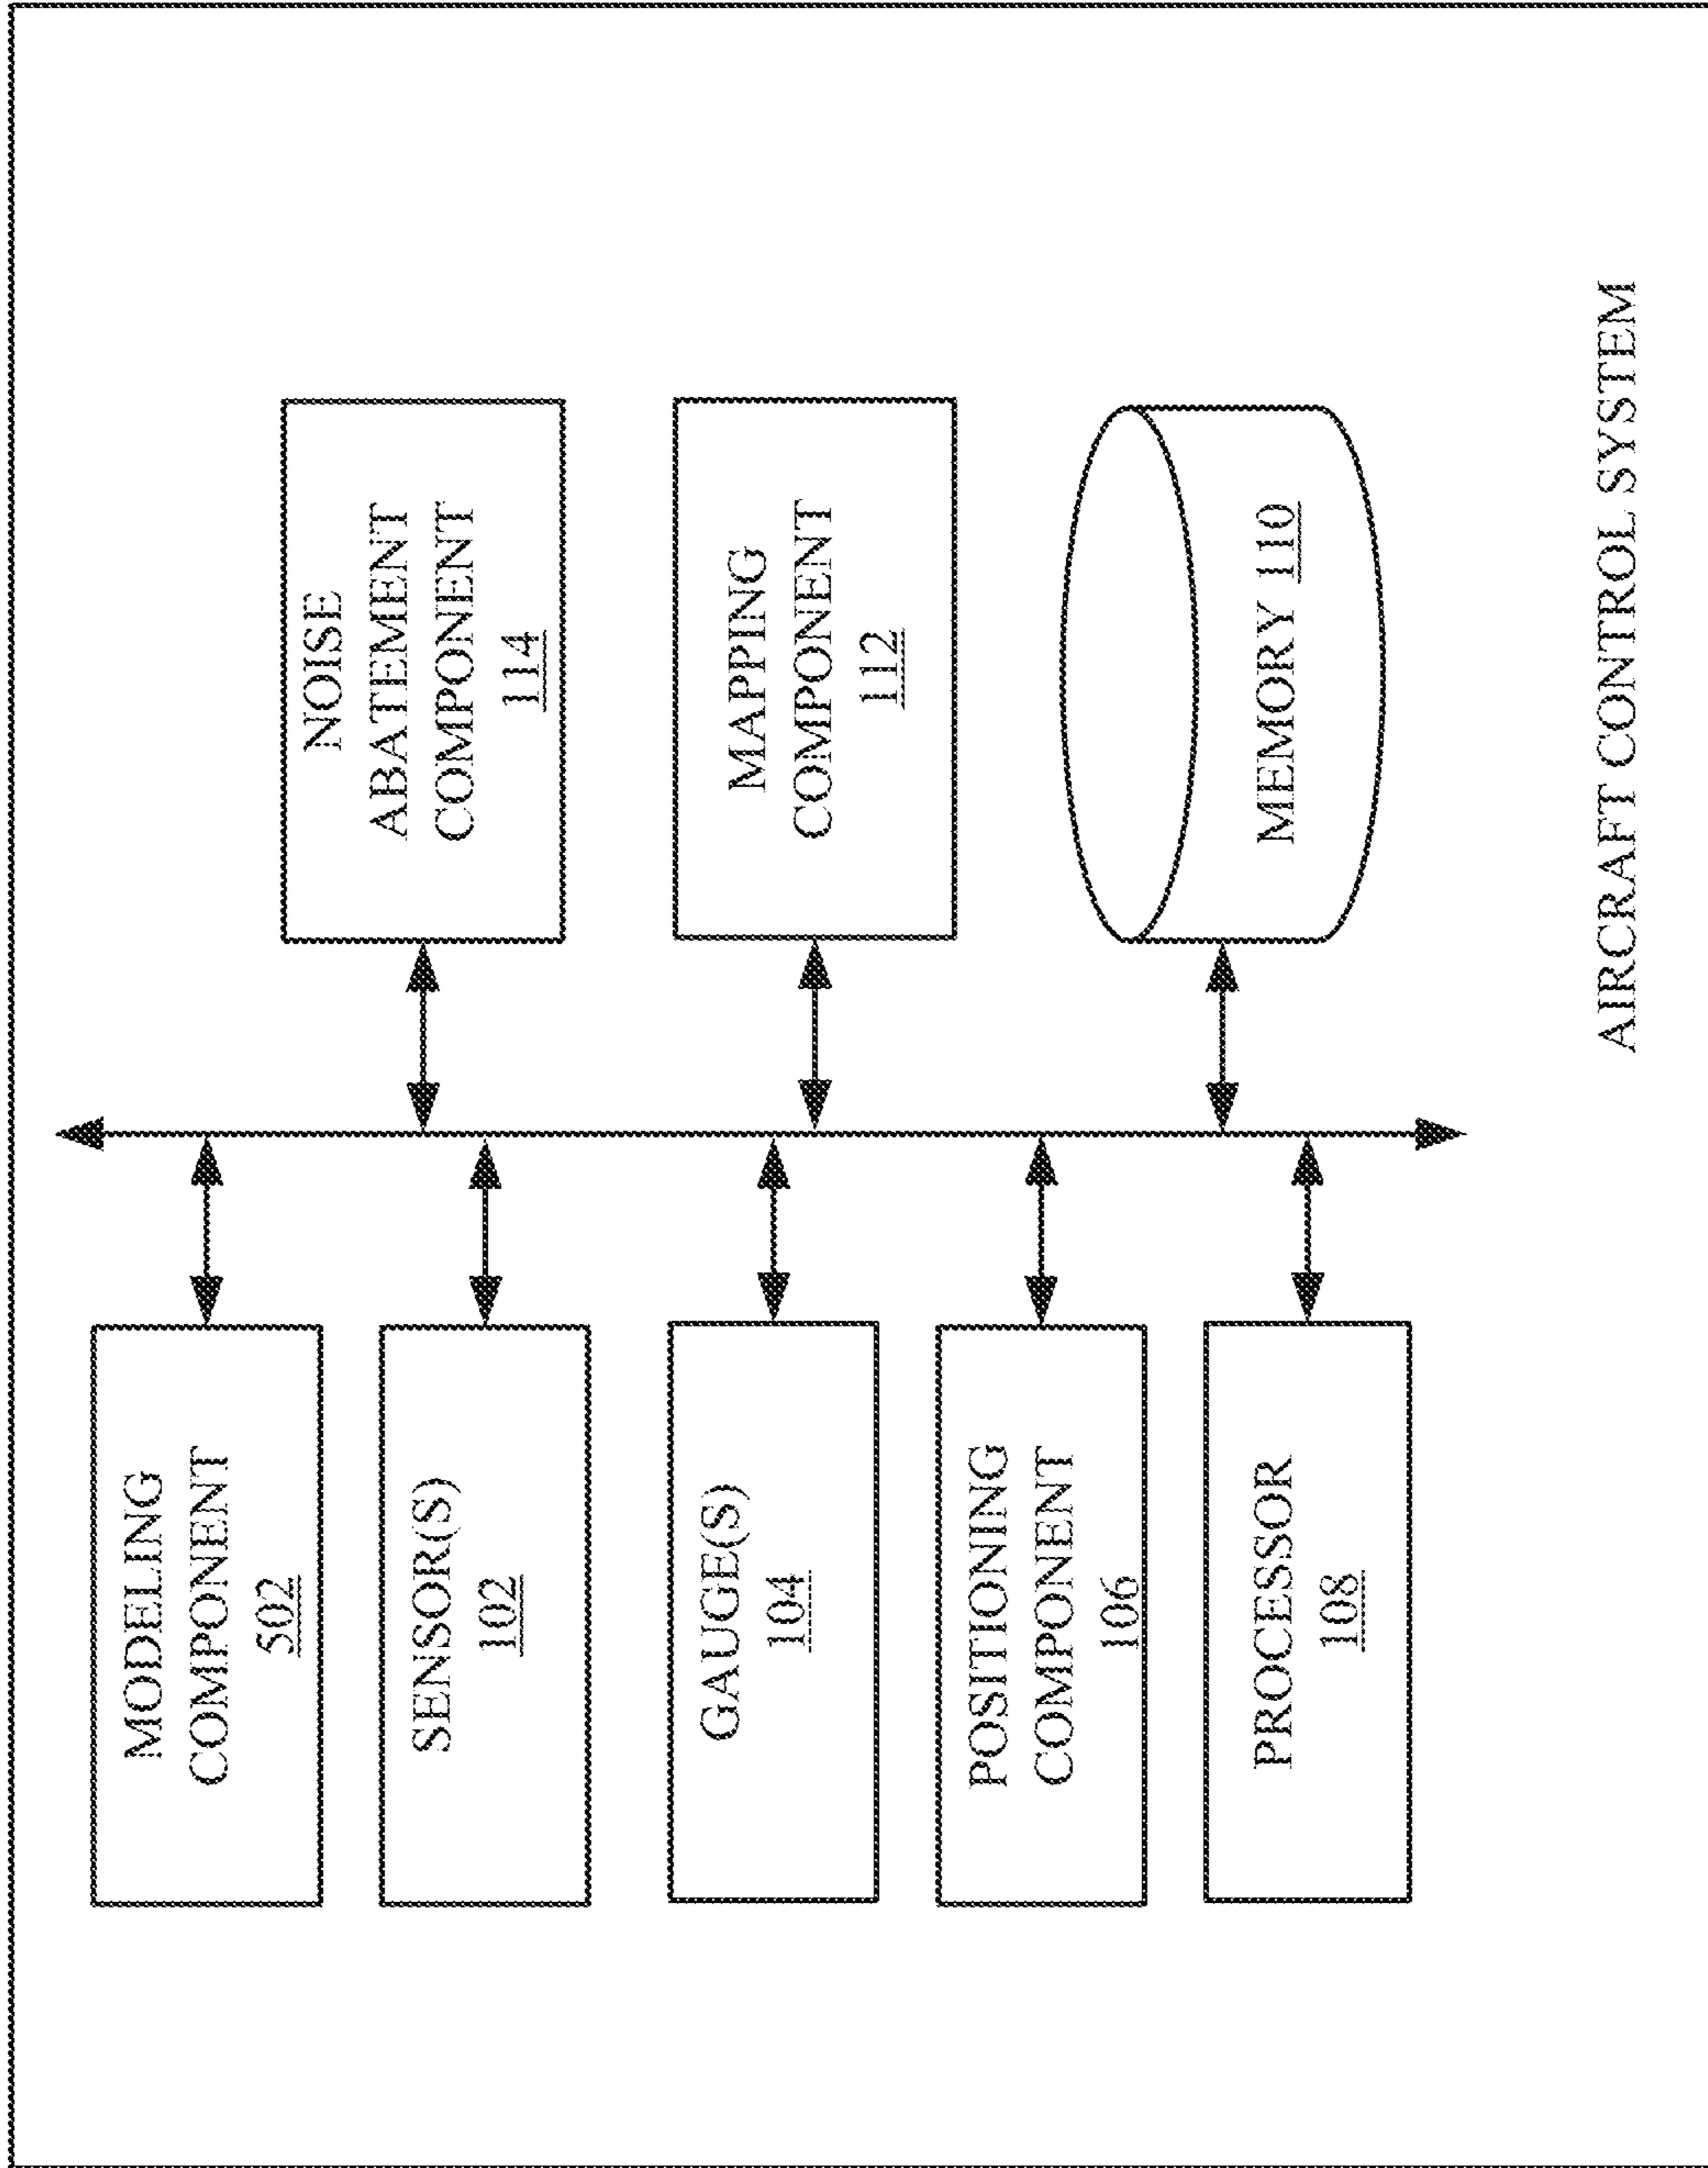 MODELING
COMPONENT
502
SENSOR(S)
102
GAUGE(S)
104
POSITIONING
COMPONENT
106
PROCESSOR
108
NOISE
ABATEMENT
COMPONENT
114
MAPPING
COMPONENT
112
MEMORY 110
AIRCRAFT CONTROL SYSTEM